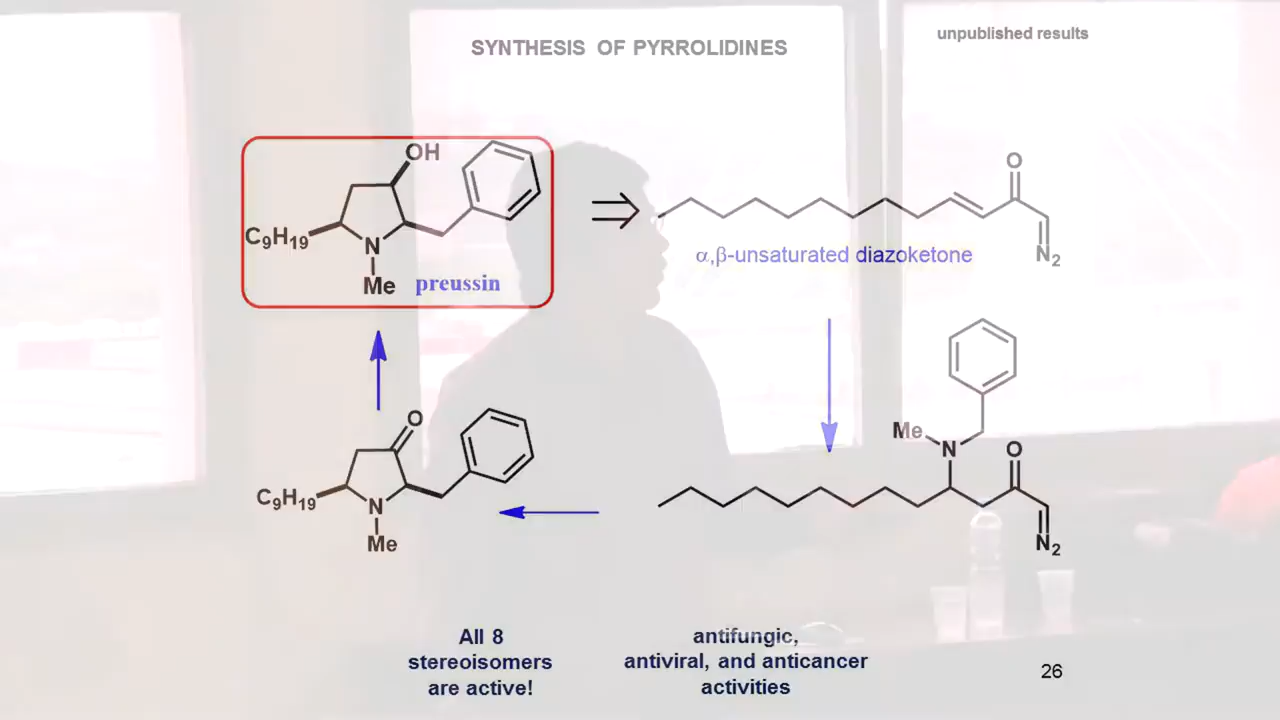 SYNTHESIS OF PYRROLIDINES
unpublished results
OH
C9H19
N
Me
preussin
O
N2
α,β-unsaturated diazoketone
O
C9H19
N
Me
Me
N
O
N2
All 8
stereoisomers
are active!
antifungic,
antiviral, and anticancer
activities
26